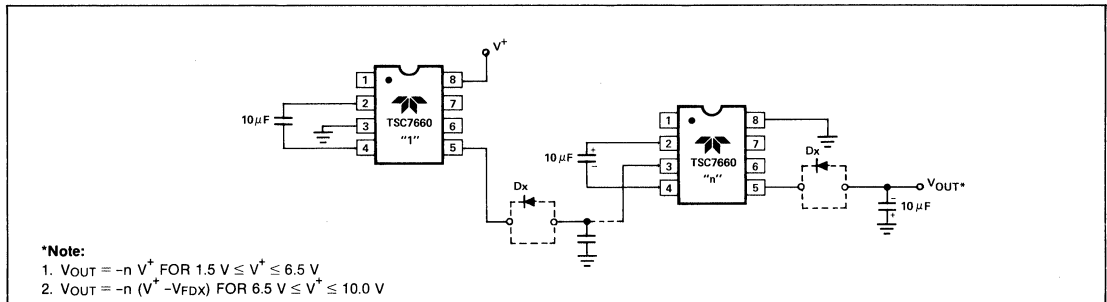 V+
1 8
2 7
3 6
4 5
TSC7660
"1"
10 µF
Dx
1 8
2 7
3 6
4 5
TSC7660
"n"
10 µF
+
–
Dx
VOUT*
–
10 µF
+
*Note:
1. VOUT = –n V+ FOR 1.5 V ≤ V+ ≤ 6.5 V
2. VOUT = –n (V+ –VFDX) FOR 6.5 V ≤ V+ ≤ 10.0 V